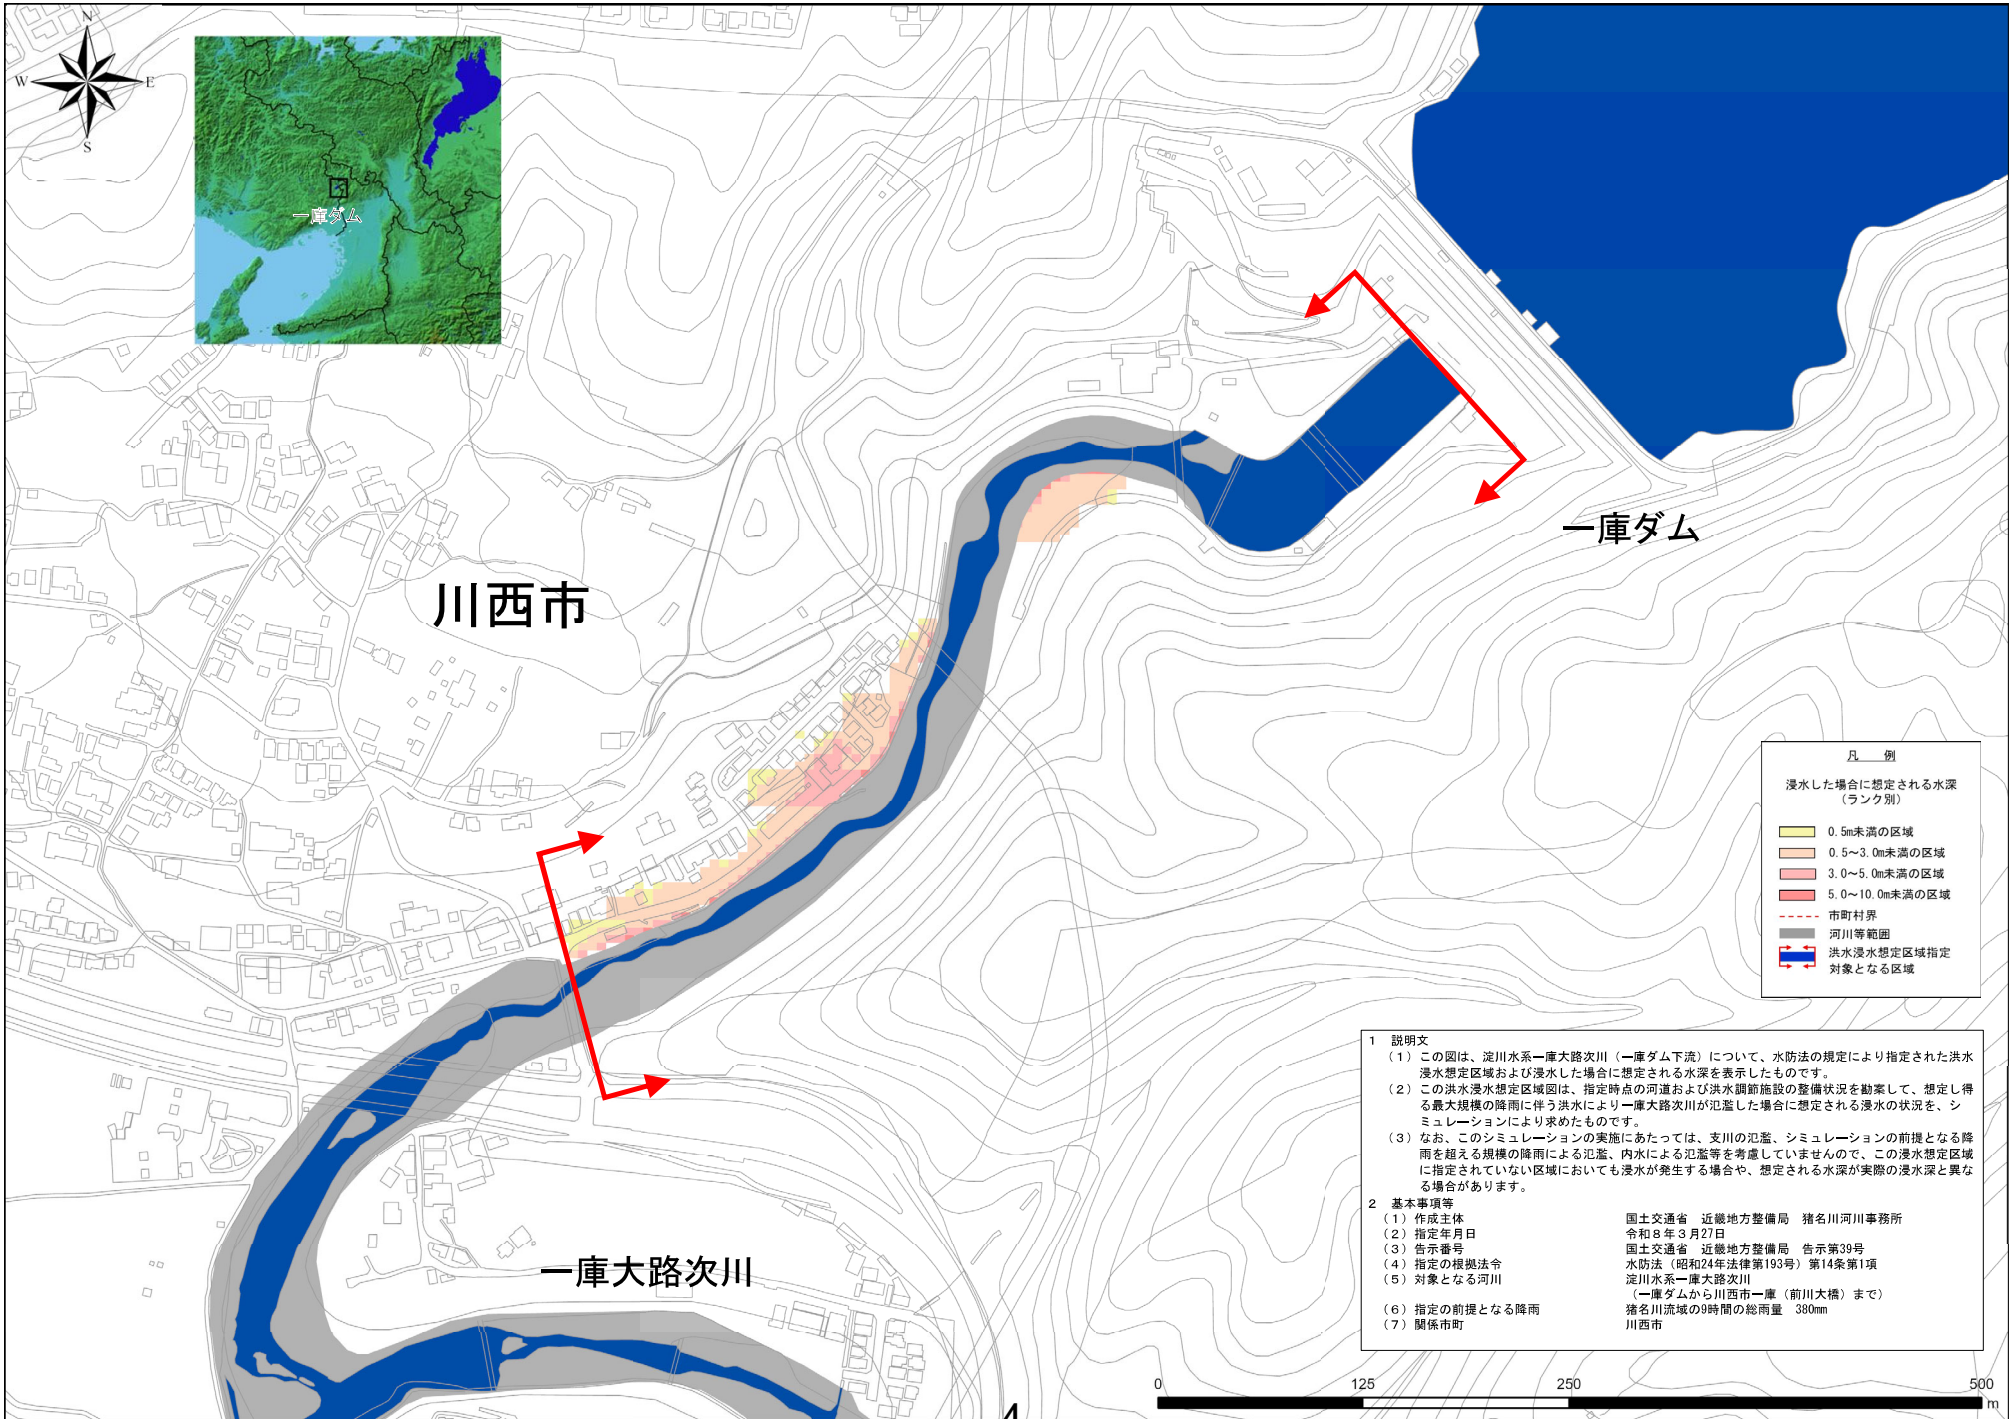 N
W
E
S
一庫ダム
一庫ダム
川西市
凡　例
浸水した場合に想定される水深
（ランク別）
0.5m未満の区域
0.5～3.0m未満の区域
3.0～5.0m未満の区域
5.0～10.0m未満の区域
市町村界
河川等範囲
洪水浸水想定区域指定
対象となる区域
1　説明文
（1）この図は、淀川水系一庫大路次川（一庫ダム下流）について、水防法の規定により指定された洪水
浸水想定区域および浸水した場合に想定される水深を表示したものです。
（2）この洪水浸水想定区域図は、指定時点の河道および洪水調節施設の整備状況を勘案して、想定し得
る最大規模の降雨に伴う洪水により一庫大路次川が氾濫した場合に想定される浸水の状況を、シ
ミュレーションにより求めたものです。
（3）なお、このシミュレーションの実施にあたっては、支川の氾濫、シミュレーションの前提となる降
雨を超える規模の降雨による氾濫、内水による氾濫等を考慮していませんので、この浸水想定区域
に指定されていない区域においても浸水が発生する場合や、想定される水深が実際の浸水深と異な
る場合があります。
2　基本事項等
（1）作成主体　国土交通省　近畿地方整備局　猪名川河川事務所
（2）指定年月日　令和8年3月27日
（3）告示番号　国土交通省　近畿地方整備局　告示第39号
（4）指定の根拠法令　水防法（昭和24年法律第193号）第14条第1項
（5）対象となる河川　淀川水系一庫大路次川
（一庫ダムから川西市一庫（前川大橋）まで）
（6）指定の前提となる降雨　猪名川流域の9時間の総雨量　380mm
（7）関係市町　川西市
一庫大路次川
0 125 250 500
m
4